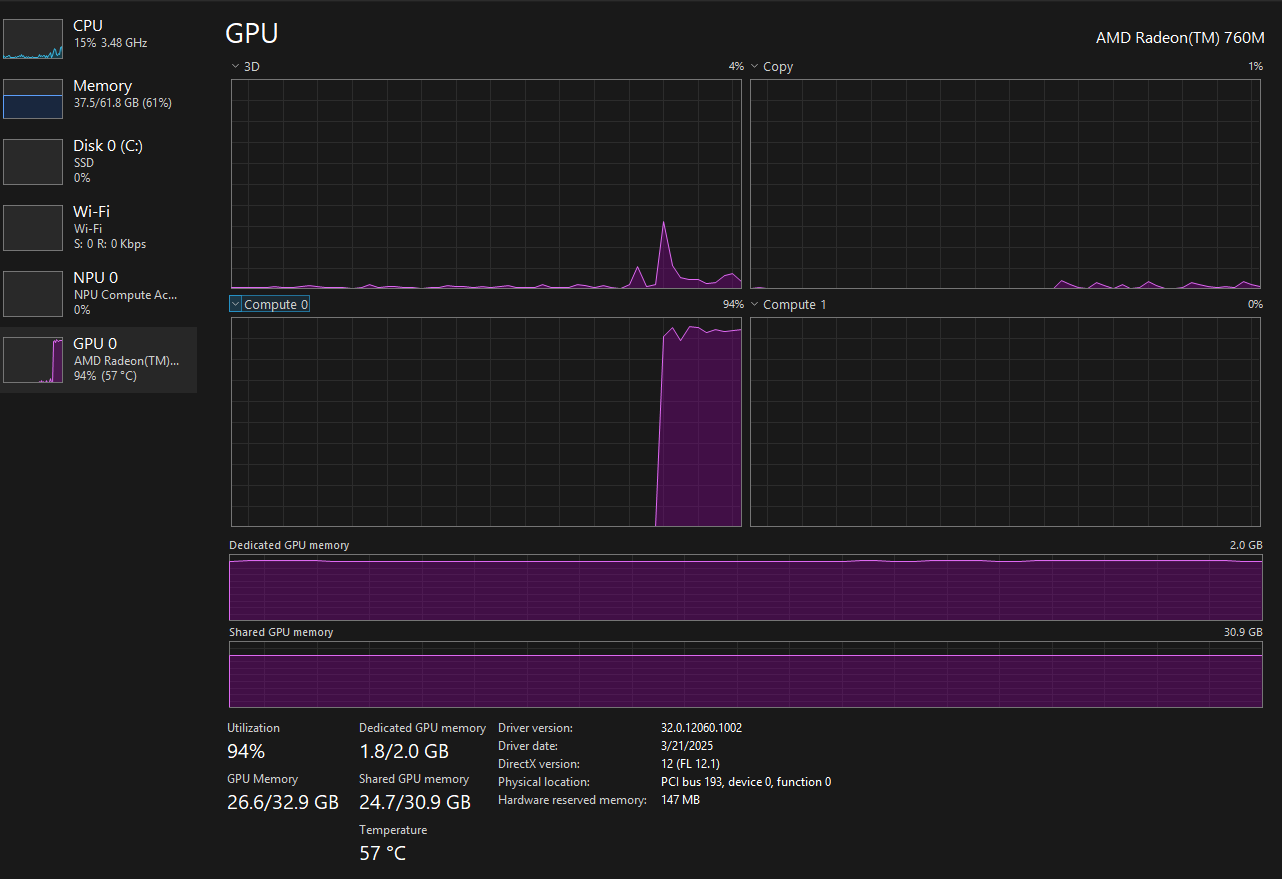 CPU
15% 3.48 GHz
Memory
37.5/61.8 GB (61%)
Disk 0 (C:)
SSD
0%
Wi-Fi
Wi-Fi
S: 0 R: 0 Kbps
NPU 0
NPU Compute Ac...
0%
GPU 0
AMD Radeon(TM)...
94% (57 °C)
GPU
AMD Radeon(TM) 760M
3D 4%
Copy 1%
Compute 0 94%
Compute 1 0%
Dedicated GPU memory 2.0 GB
Shared GPU memory 30.9 GB
Utilization
94%
GPU Memory
26.6/32.9 GB
Dedicated GPU memory
1.8/2.0 GB
Shared GPU memory
24.7/30.9 GB
Temperature
57 °C
Driver version: 32.0.12060.1002
Driver date: 3/21/2025
DirectX version: 12 (FL 12.1)
Physical location: PCI bus 193, device 0, function 0
Hardware reserved memory: 147 MB